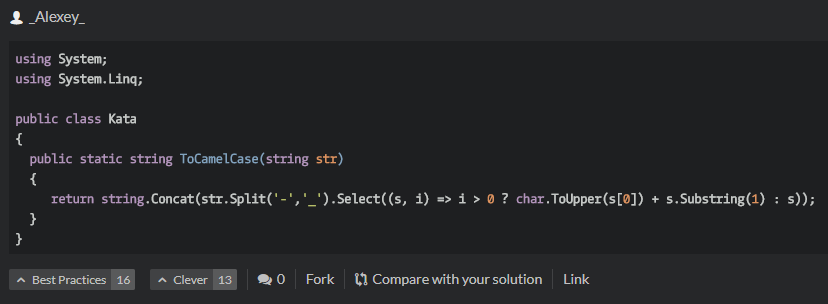 _Alexey_
using System;
using System.Linq;
public class Kata
{
public static string ToCamelCase(string str)
{
return string.Concat(str.Split('-','_').Select((s, i) => i > 0 ? char.ToUpper(s[0]) + s.Substring(1) : s));
}
}
Best Practices 16 Clever 13 0 Fork Compare with your solution Link